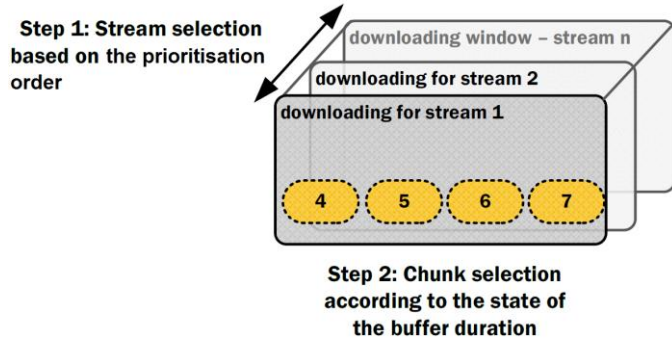 Step 1: Stream selection
based on the prioritisation
order
downloading window – stream n
downloading for stream 2
downloading for stream 1
4 5 6 7
Step 2: Chunk selection
according to the state of
the buffer duration